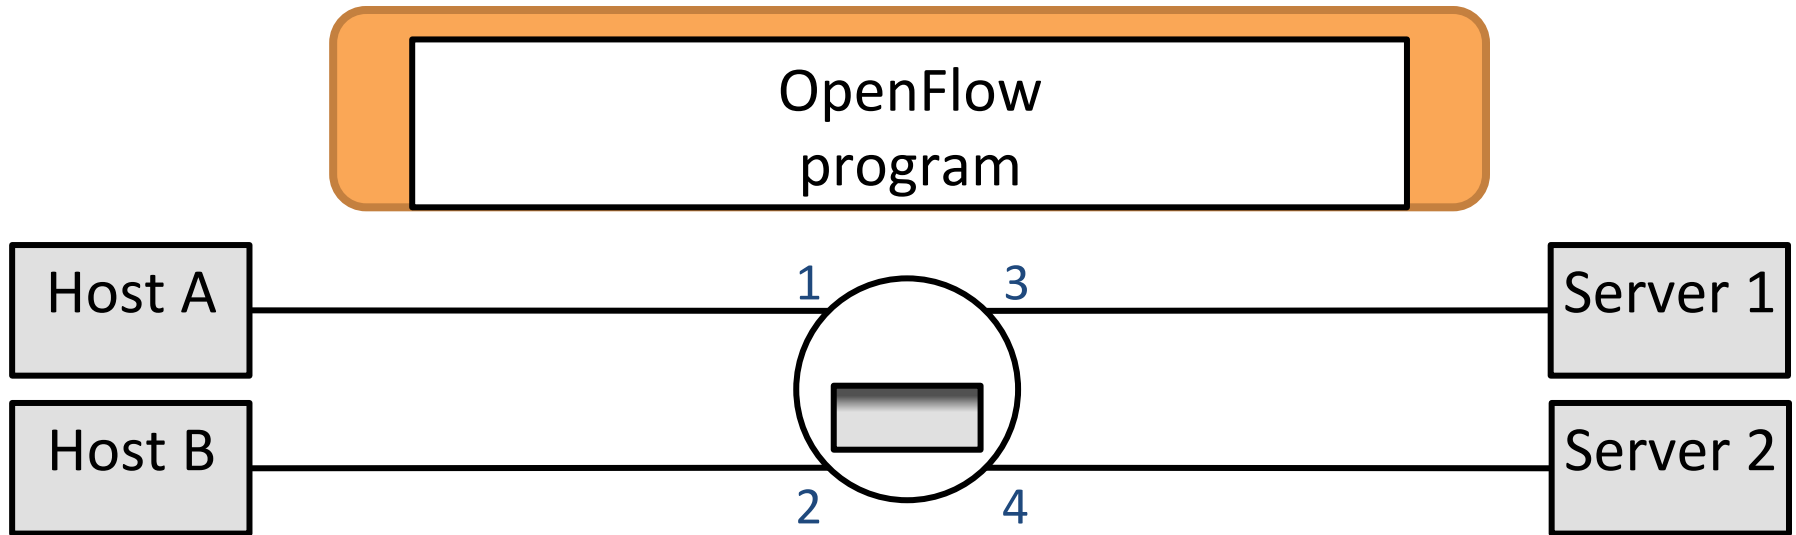 OpenFlow
program
Host A
1
3
Server 1
Host B
2
4
Server 2